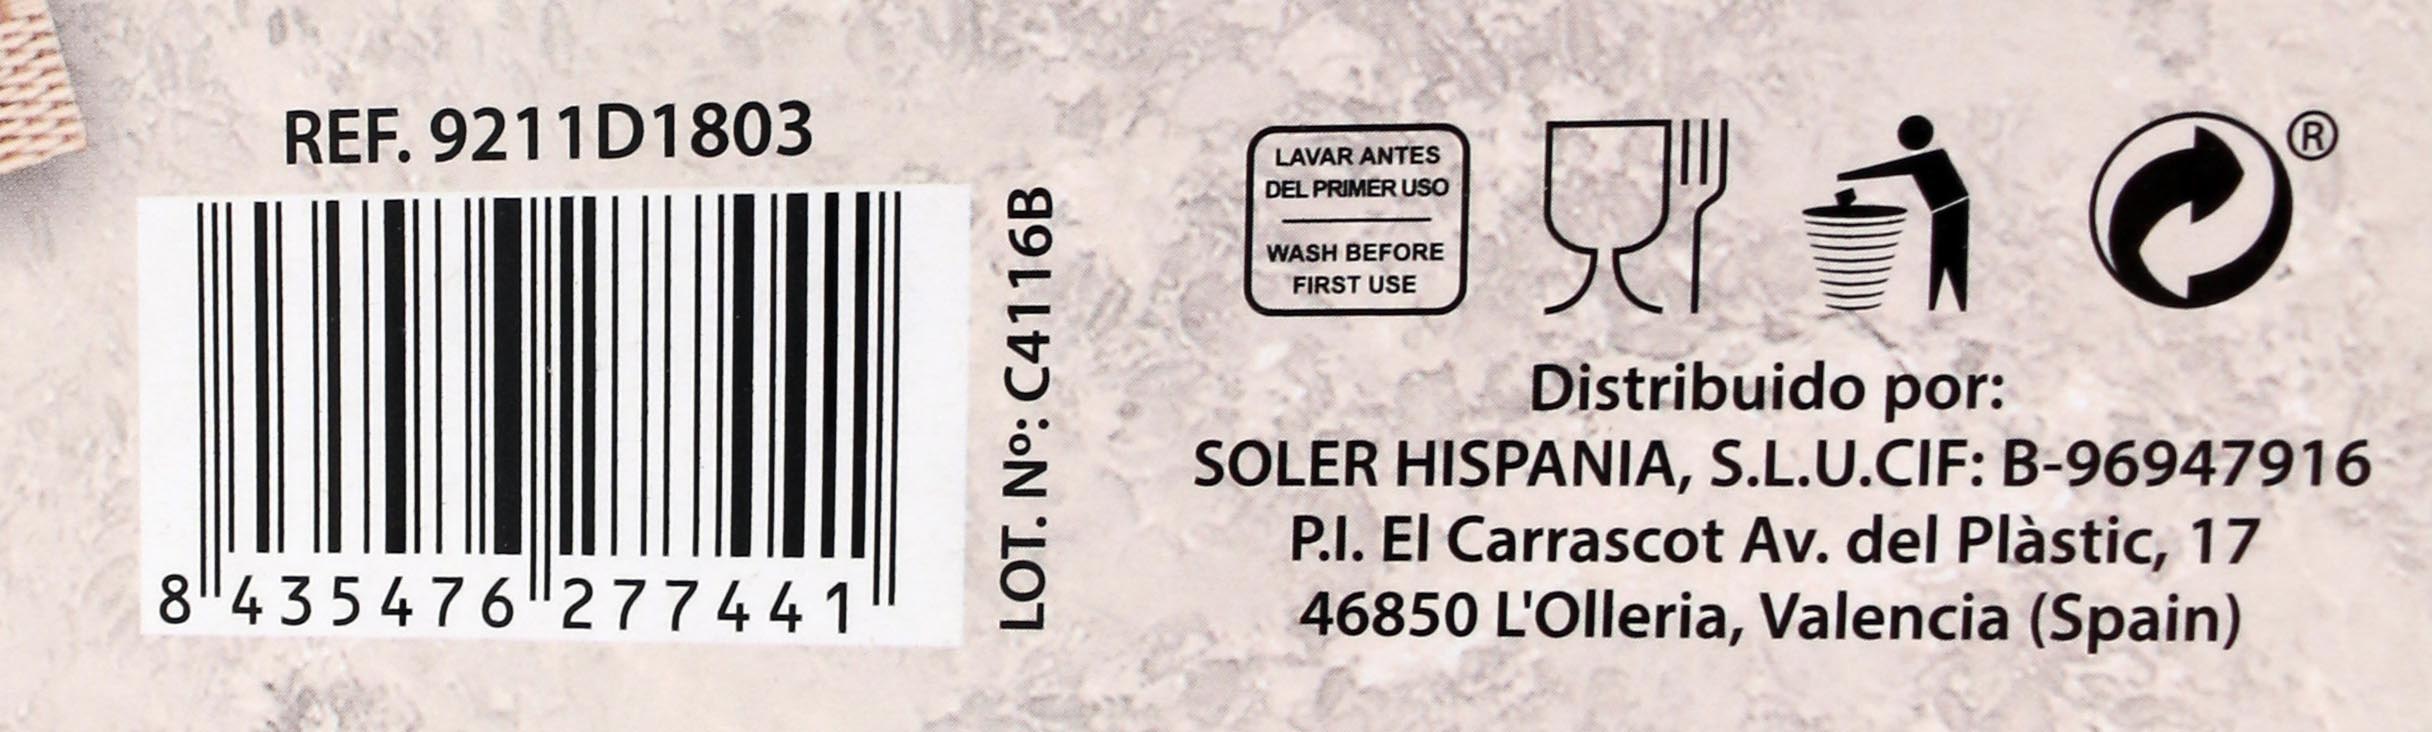 REF. 9211D1803
8 435476 277441
LOT. Nº: C4116B
LAVAR ANTES
DEL PRIMER USO
WASH BEFORE
FIRST USE
®
Distribuido por:
SOLER HISPANIA, S.L.U.CIF: B-96947916
P.I. El Carrascot Av. del Plàstic, 17
46850 L'Olleria, Valencia (Spain)